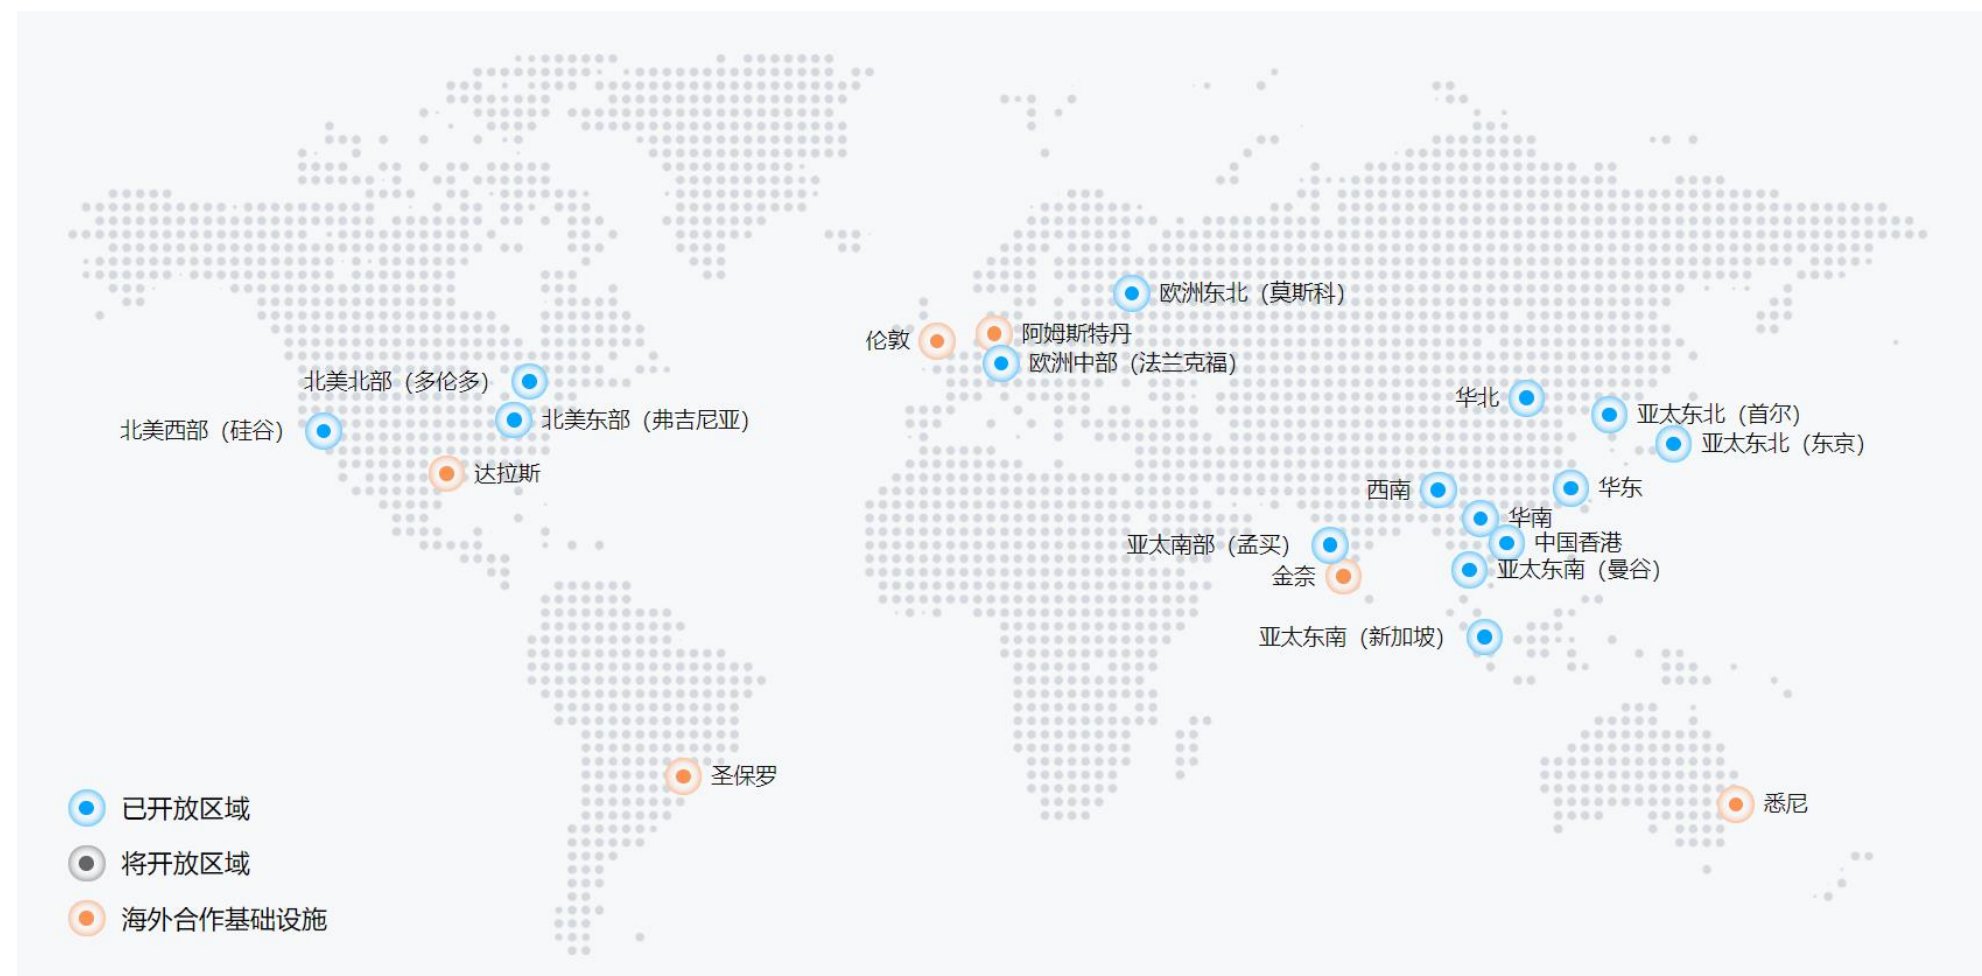 欧洲东北（莫斯科）
阿姆斯特丹
伦敦
欧洲中部（法兰克福）
北美北部（多伦多）
华北
亚太东北（首尔）
北美东部（弗吉尼亚）
北美西部（硅谷）
亚太东北（东京）
达拉斯
西南
华东
华南
中国香港
亚太南部（孟买）
亚太东南（曼谷）
金奈
亚太东南（新加坡）
圣保罗
悉尼
已开放区域
将开放区域
海外合作基础设施